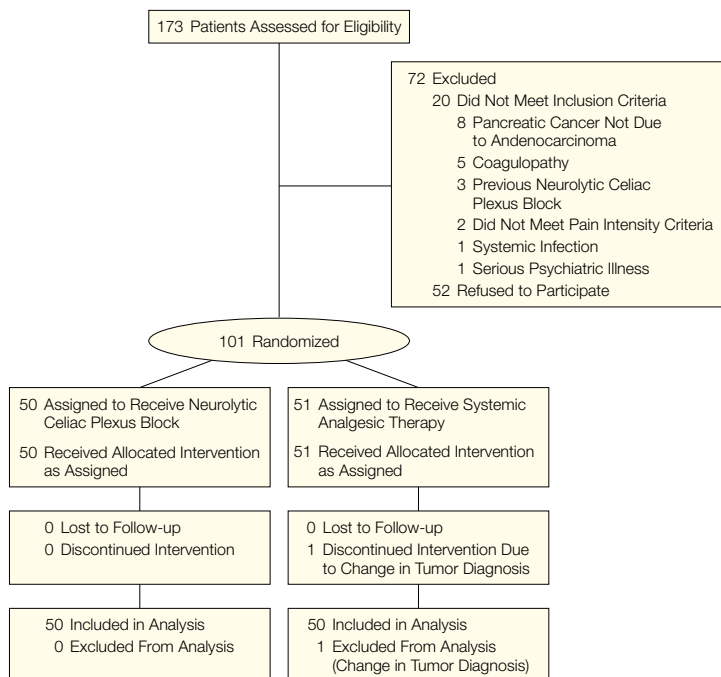 173 Patients Assessed for Eligibility
72 Excluded
20 Did Not Meet Inclusion Criteria
8 Pancreatic Cancer Not Due
to Andenocarcinoma
5 Coagulopathy
3 Previous Neurolytic Celiac
Plexus Block
2 Did Not Meet Pain Intensity Criteria
1 Systemic Infection
1 Serious Psychiatric Illness
52 Refused to Participate
101 Randomized
50 Assigned to Receive Neurolytic
Celiac Plexus Block
50 Received Allocated Intervention
as Assigned
51 Assigned to Receive Systemic
Analgesic Therapy
51 Received Allocated Intervention
as Assigned
0 Lost to Follow-up
0 Discontinued Intervention
0 Lost to Follow-up
1 Discontinued Intervention Due
to Change in Tumor Diagnosis
50 Included in Analysis
0 Excluded From Analysis
50 Included in Analysis
1 Excluded From Analysis
(Change in Tumor Diagnosis)